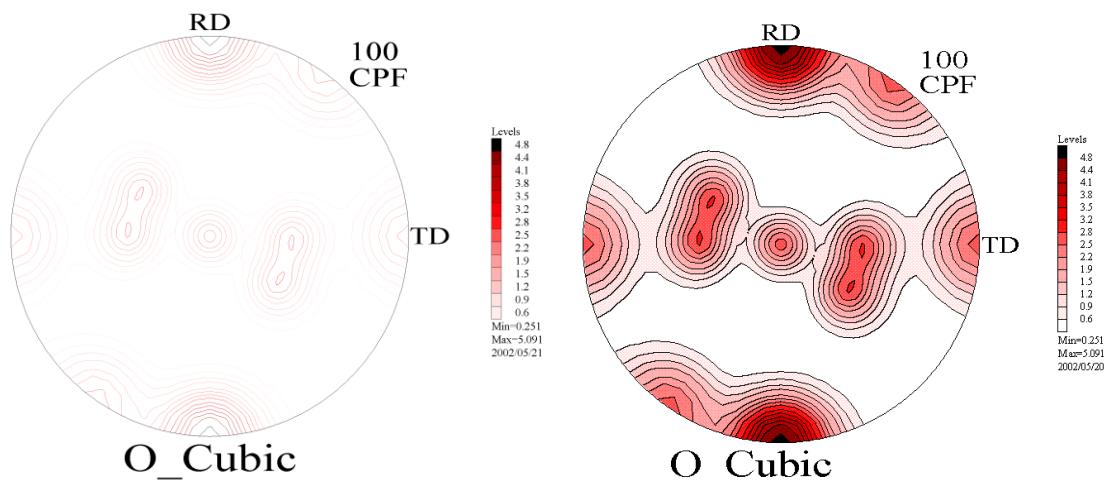 RD
100
CPF
TD
Levels
4.8
4.4
4.1
3.8
3.5
3.2
2.8
2.5
2.2
1.9
1.5
1.2
0.9
0.6
Min=0.251
Max=5.091
2002/05/21
O_Cubic
RD
100
CPF
TD
Levels
4.8
4.4
4.1
3.8
3.5
3.2
2.8
2.5
2.2
1.9
1.5
1.2
0.9
0.6
Min=0.251
Max=5.091
2002/05/20
O Cubic